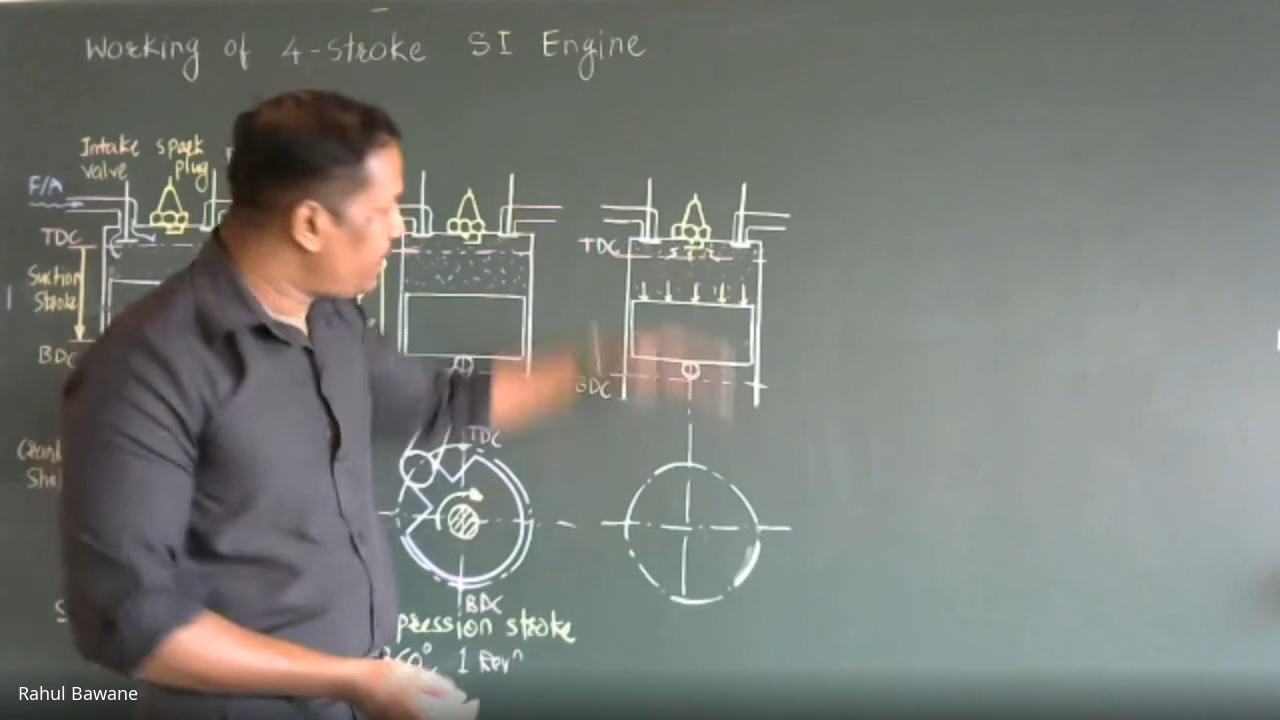 Working of 4-Stroke SI Engine
Intake spark
valve plug
F/A
TDC
TDC
Suction
Stroke
BDC
BDC
TDC
BDC
pression stroke
360° 1 Revⁿ
Rahul Bawane